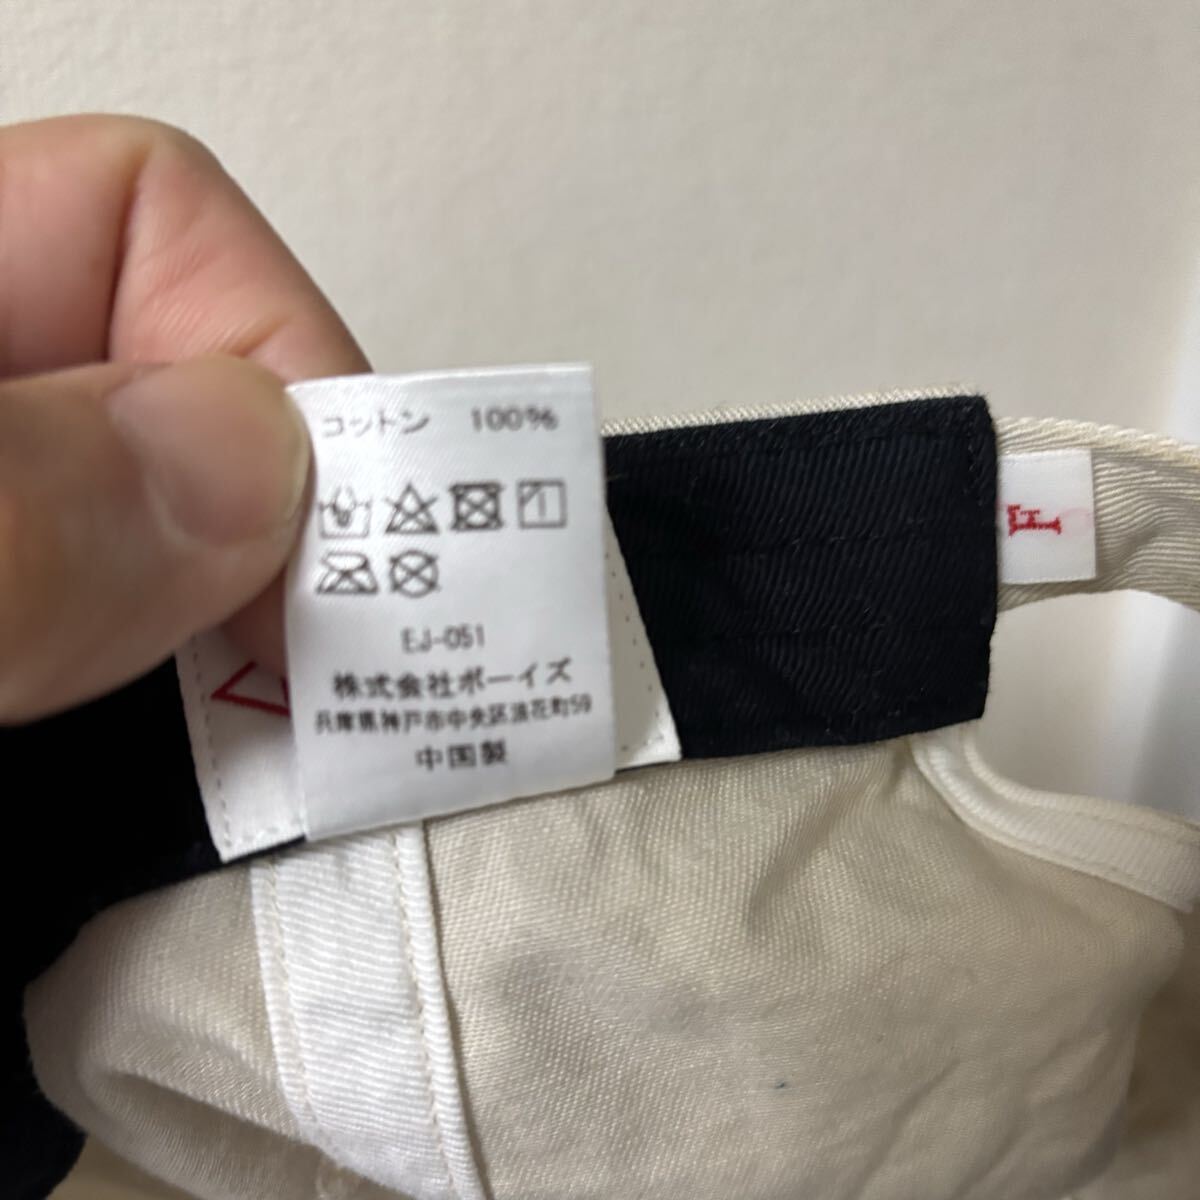 コットン 100%
EJ-051
株式会社ボーイズ
兵庫県神戸市中央区浪花町59
中国製
F